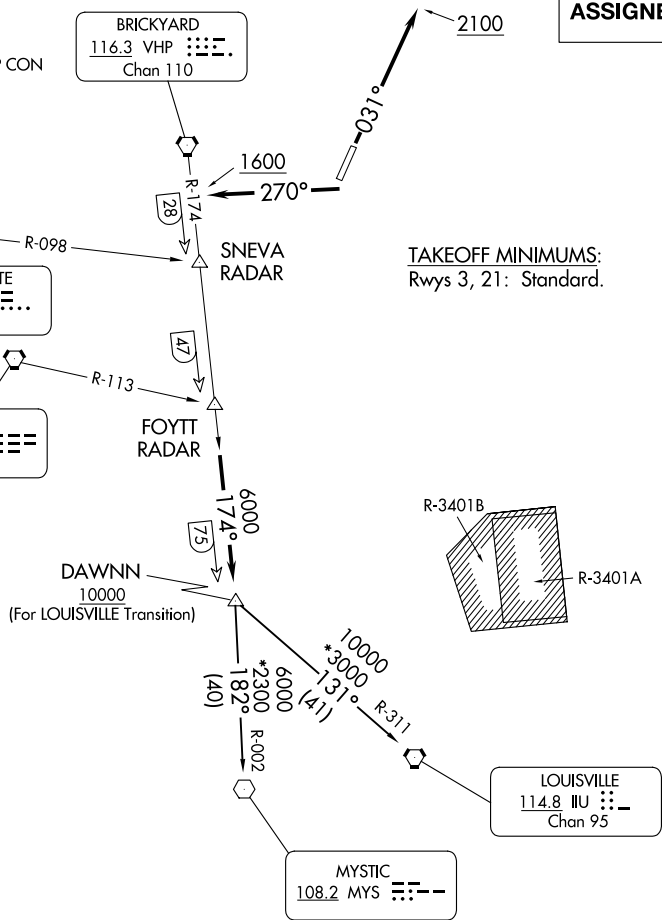 BRICKYARD
116.3 VHP
Chan 110
CON
2100
ASSIGNE
031°
1600
270°
R-174
28
R-098
SNEVA
RADAR
TAKEOFF MINIMUMS:
Rwys 3, 21: Standard.
TE
47
R-113
FOYTT
RADAR
6000
174°
75
R-3401B
R-3401A
DAWNN
10000
(For LOUISVILLE Transition)
10000
*3000
131°
(41)
R-311
6000
*2300
182°
(40)
R-002
LOUISVILLE
114.8 IIU
Chan 95
MYSTIC
108.2 MYS